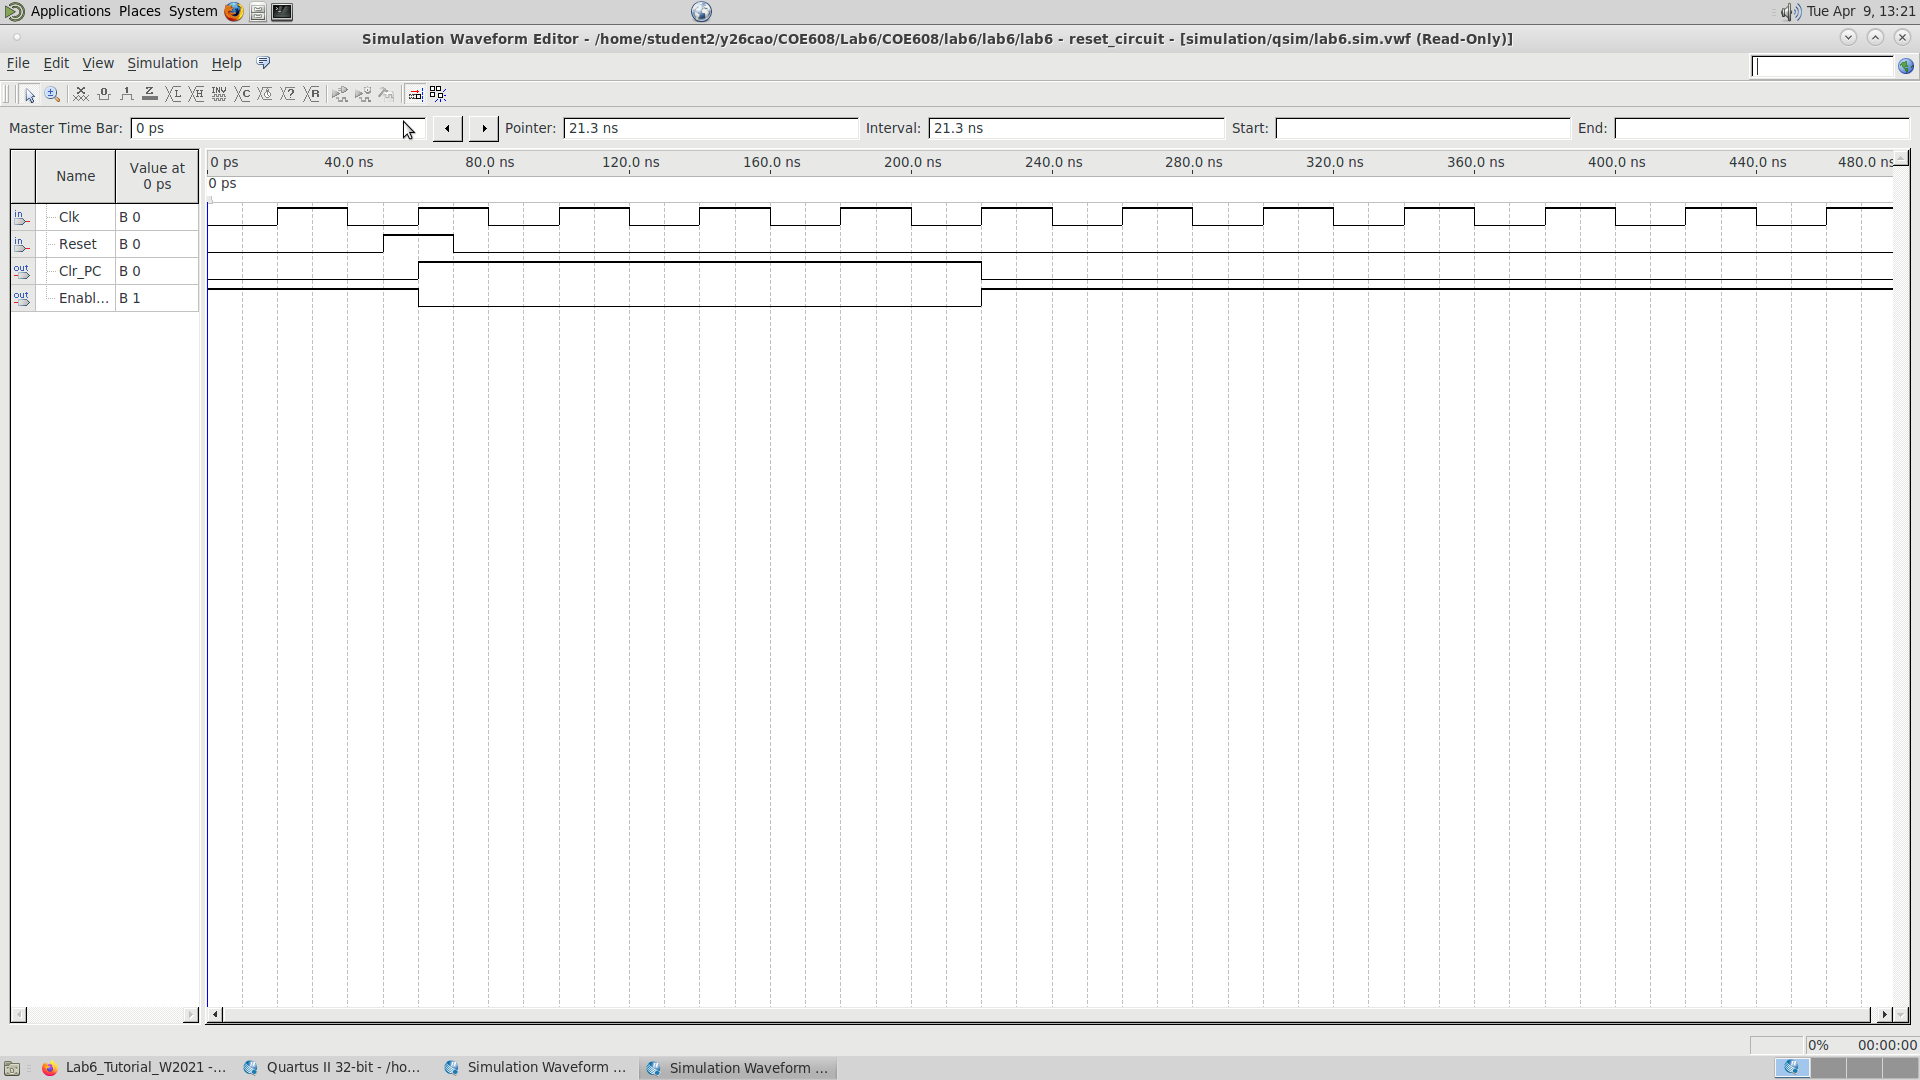 Applications Places System
Tue Apr 9, 13:21
Simulation Waveform Editor - /home/student2/y26cao/COE608/Lab6/COE608/lab6/lab6/lab6 - reset_circuit - [simulation/qsim/lab6.sim.vwf (Read-Only)]
File Edit View Simulation Help
Master Time Bar: 0 ps Pointer: 21.3 ns Interval: 21.3 ns Start: End:
Name Value at 0 ps
0 ps 40.0 ns 80.0 ns 120.0 ns 160.0 ns 200.0 ns 240.0 ns 280.0 ns 320.0 ns 360.0 ns 400.0 ns 440.0 ns 480.0 ns
0 ps
in Clk B 0
in Reset B 0
out Clr_PC B 0
out Enabl... B 1
0% 00:00:00
Lab6_Tutorial_W2021 -... Quartus II 32-bit - /ho... Simulation Waveform ... Simulation Waveform ...